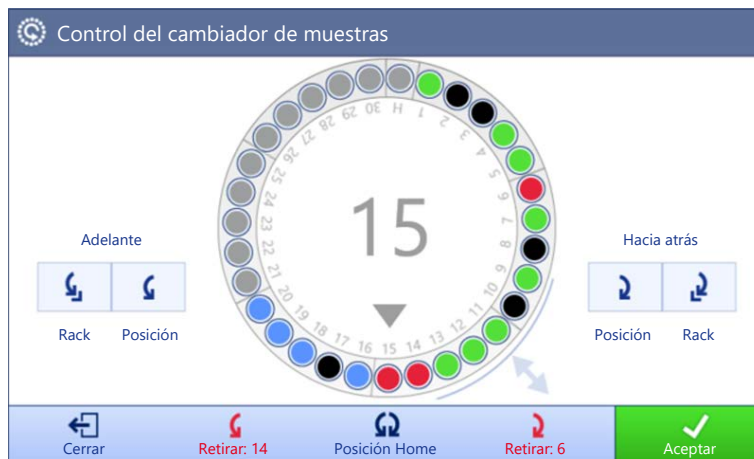 Control del cambiador de muestras
H 1 2 3 4 5 6 7 8 9 10 11 12 13 14 15 16 17 18 19 20 21 22 23 24 25 26 27 28 29 30
15
Adelante
Rack Posición
Hacia atrás
Posición Rack
Cerrar Retirar: 14 Posición Home Retirar: 6 Aceptar